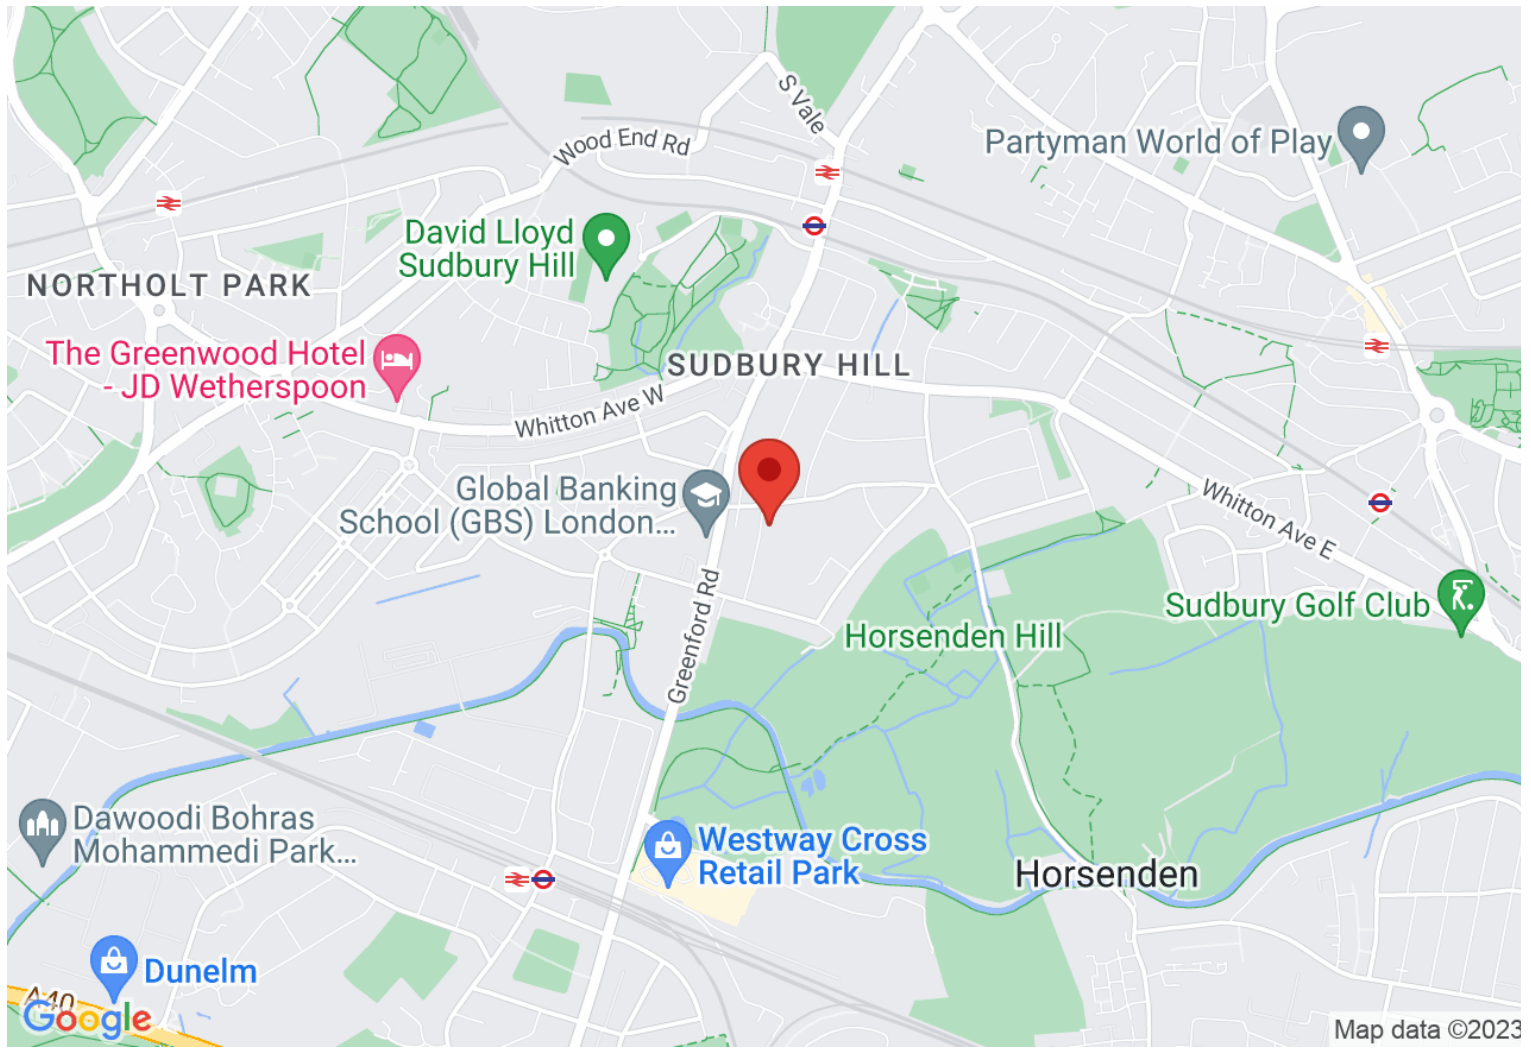 S Vale
Wood End Rd
Partyman World of Play
David Lloyd
Sudbury Hill
NORTHOLT PARK
The Greenwood Hotel
- JD Wetherspoon
SUDBURY HILL
Whitton Ave W
Global Banking
School (GBS) London...
Whitton Ave E
Greenford Rd
Sudbury Golf Club
Horsenden Hill
Dawoodi Bohras
Mohammedi Park...
Westway Cross
Retail Park
Horsenden
Dunelm
A40
Google
Map data ©2023